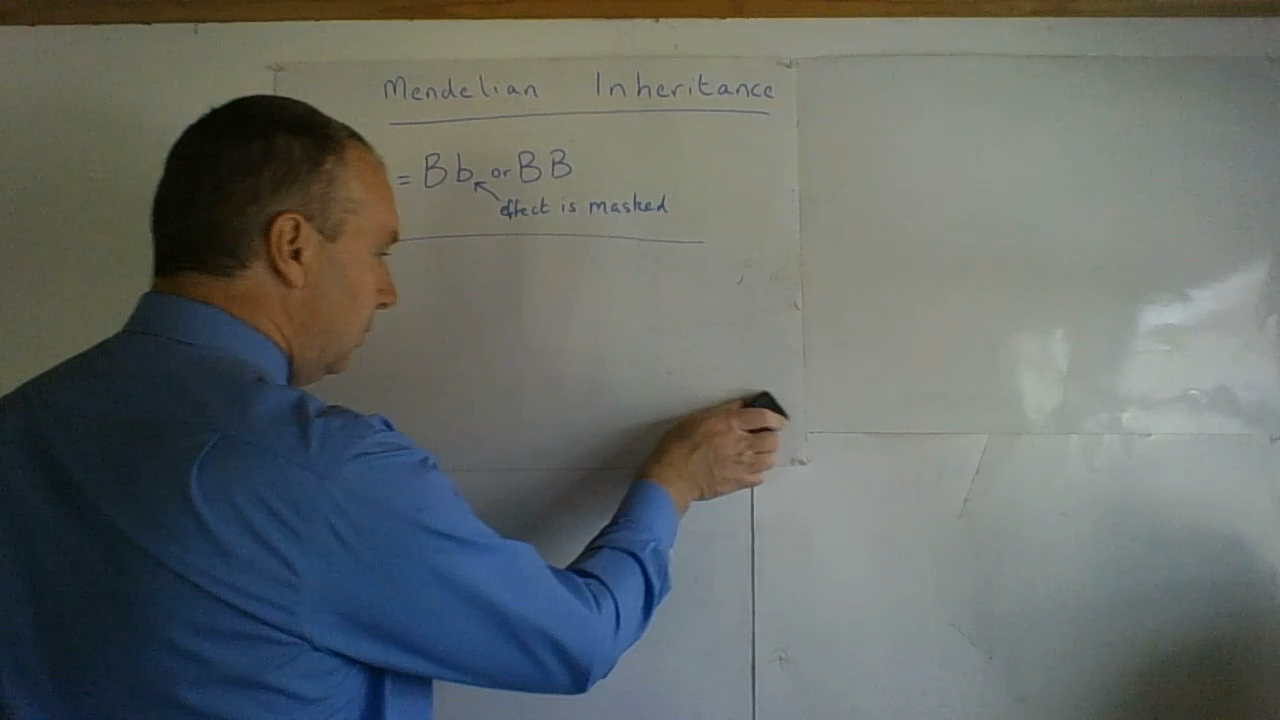 Mendelian Inheritance
= Bb or BB
effect is masked